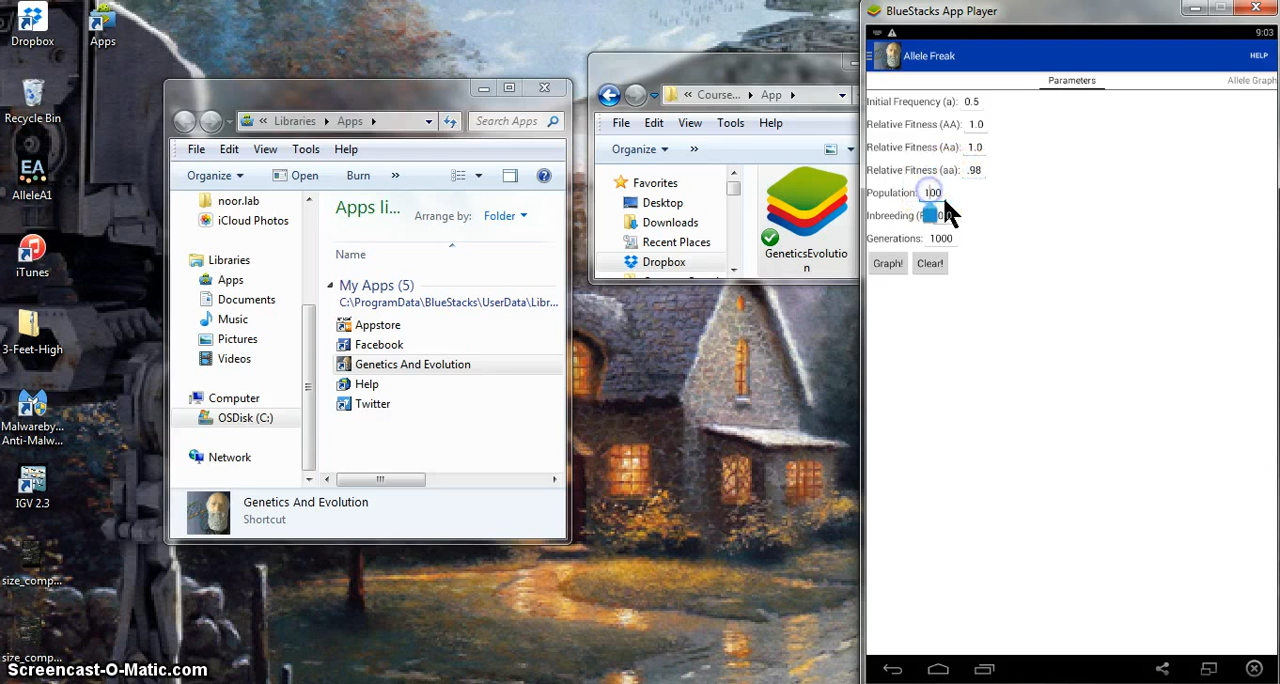 Dropbox
Apps
Recycle Bin
EA
AlleleA1
iTunes
3-Feet-High
Malwareby...
Anti-Malw...
IGV 2.3
size_comp...
size_comp...
Screencast-O-Matic.com
« Libraries ▸ Apps ▸
Search Apps
File Edit View Tools Help
Organize ▾ Open Burn »
noor.lab
iCloud Photos
Libraries
Apps
Documents
Music
Pictures
Videos
Computer
OSDisk (C:)
Network
Apps li...
Arrange by: Folder ▾
Name
My Apps (5)
C:\ProgramData\BlueStacks\UserData\Libr...
Appstore
Facebook
Genetics And Evolution
Help
Twitter
Genetics And Evolution
Shortcut
« Course... ▸ App ▸
File Edit View Tools Help
Organize ▾ »
Favorites
Desktop
Downloads
Recent Places
Dropbox
GeneticsEvolutio
n
BlueStacks App Player
9:03
Allele Freak
HELP
Parameters
Allele Graph
Initial Frequency (a): 0.5
Relative Fitness (AA): 1.0
Relative Fitness (Aa): 1.0
Relative Fitness (aa): .98
Population: 100
Inbreeding (
Generations: 1000
Graph! Clear!